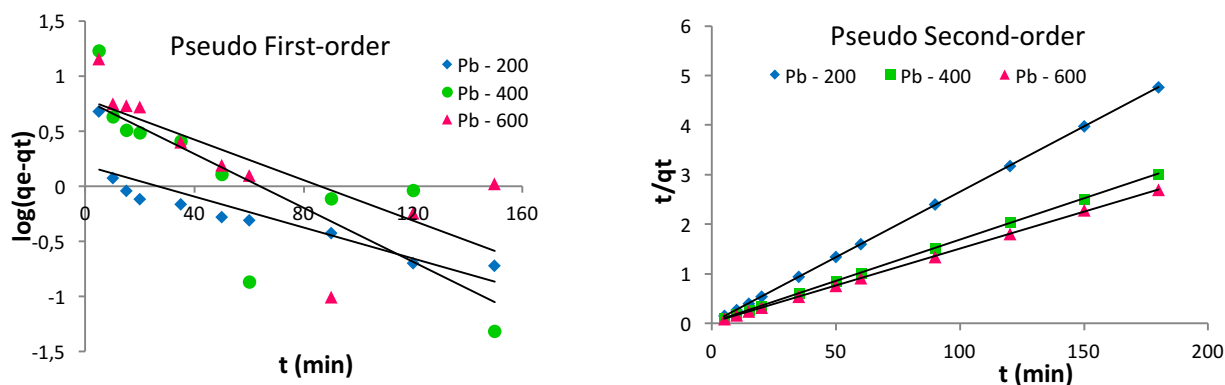 Pseudo First-order
Pb - 200
Pb - 400
Pb - 600
1,5
1
0,5
0
-0,5
-1
-1,5
0
40
80
120
160
log(qe-qt)
t (min)
Pseudo Second-order
Pb - 200
Pb - 400
Pb - 600
6
5
4
3
2
1
0
0
50
100
150
200
t/qt
t (min)